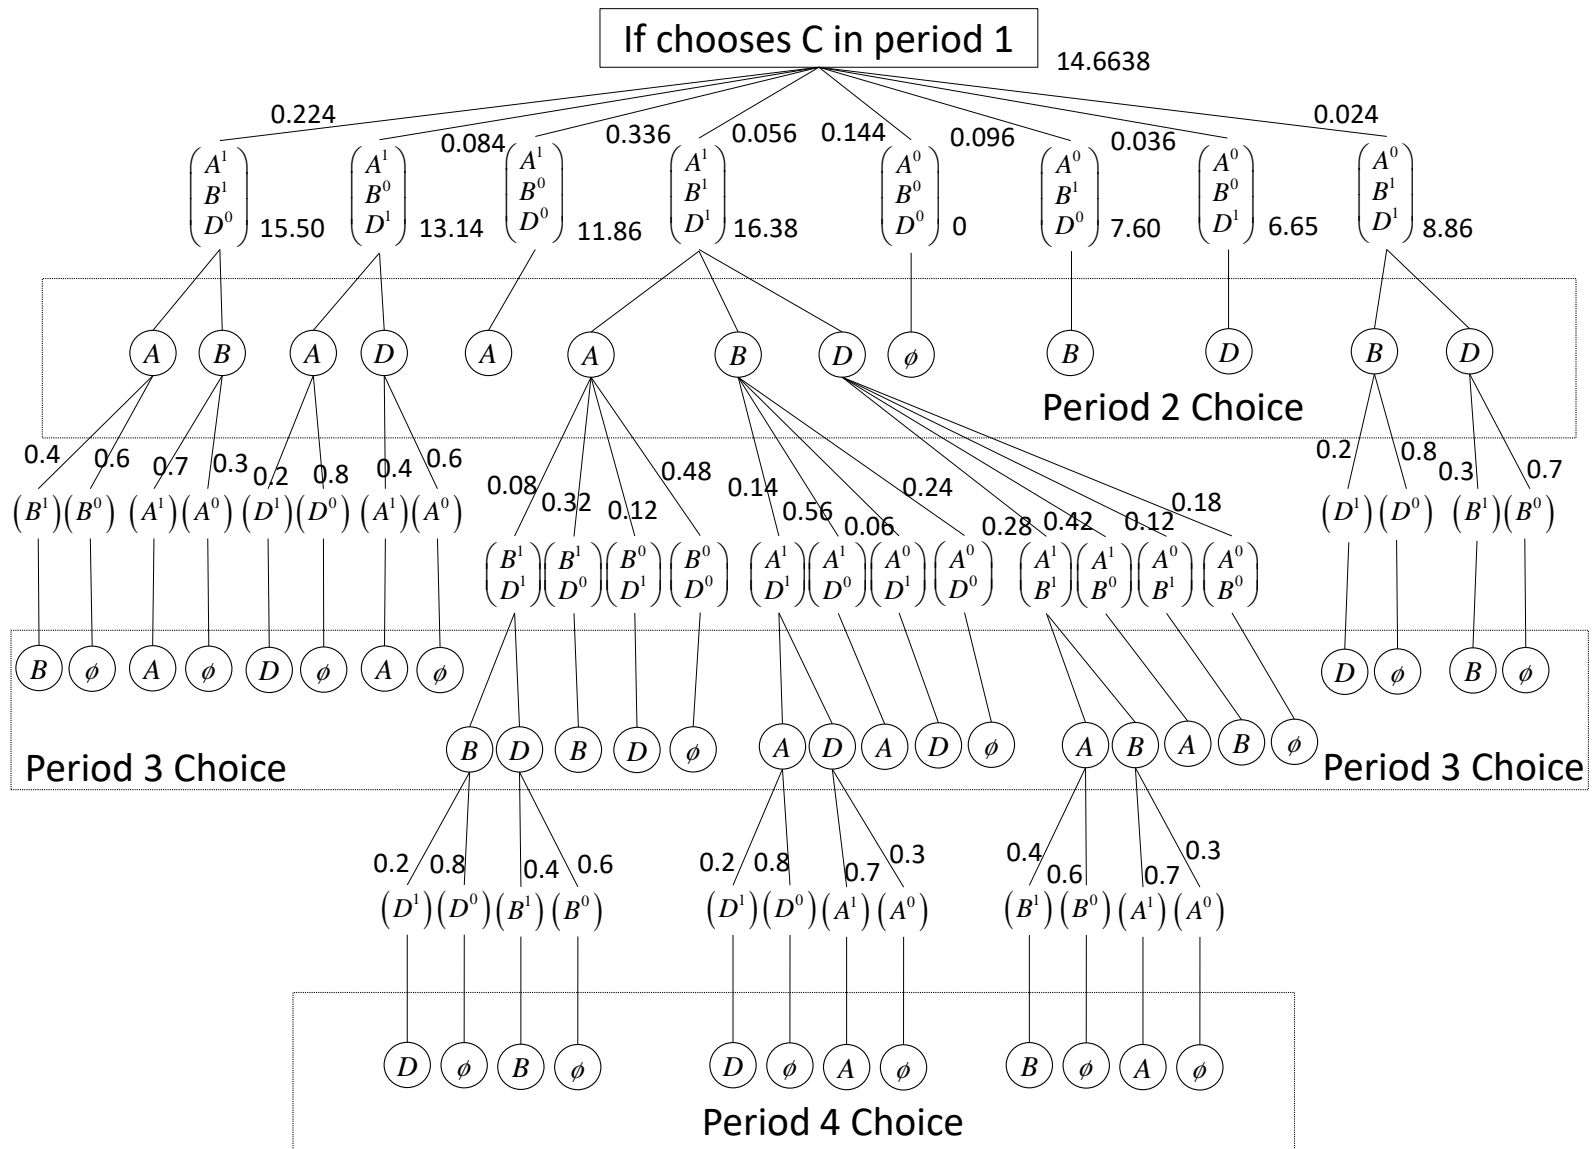 If chooses C in period 1
14.6638
0.224 0.084 0.336 0.056 0.144 0.096 0.036 0.024
A¹ A¹ A¹ A¹ A⁰ A⁰ A⁰ A⁰
B¹ B⁰ B⁰ B¹ B⁰ B¹ B⁰ B¹
D⁰ D¹ D⁰ D¹ D⁰ D⁰ D¹ D¹
15.50 13.14 11.86 16.38 0 7.60 6.65 8.86
A B A D A A B D ϕ B D B D
Period 2 Choice
0.4 0.6 0.7 0.3 0.2 0.8 0.4 0.6 0.08 0.32 0.12 0.48 0.14 0.56 0.06 0.24 0.28 0.42 0.12 0.18 0.2 0.8 0.3 0.7
(B¹) (B⁰) (A¹) (A⁰) (D¹) (D⁰) (A¹) (A⁰) (D¹) (D⁰) (B¹) (B⁰)
B¹ B¹ B⁰ B⁰ A¹ A¹ A⁰ A⁰ A¹ A¹ A⁰ A⁰
D¹ D⁰ D¹ D⁰ D¹ D⁰ D¹ D⁰ B¹ B⁰ B¹ B⁰
B ϕ A ϕ D ϕ A ϕ D ϕ B ϕ
B D B D ϕ A D A D ϕ A B A B ϕ
Period 3 Choice Period 3 Choice
0.2 0.8 0.4 0.6 0.2 0.8 0.7 0.3 0.4 0.6 0.7 0.3
(D¹) (D⁰) (B¹) (B⁰) (D¹) (D⁰) (A¹) (A⁰) (B¹) (B⁰) (A¹) (A⁰)
D ϕ B ϕ D ϕ A ϕ B ϕ A ϕ
Period 4 Choice